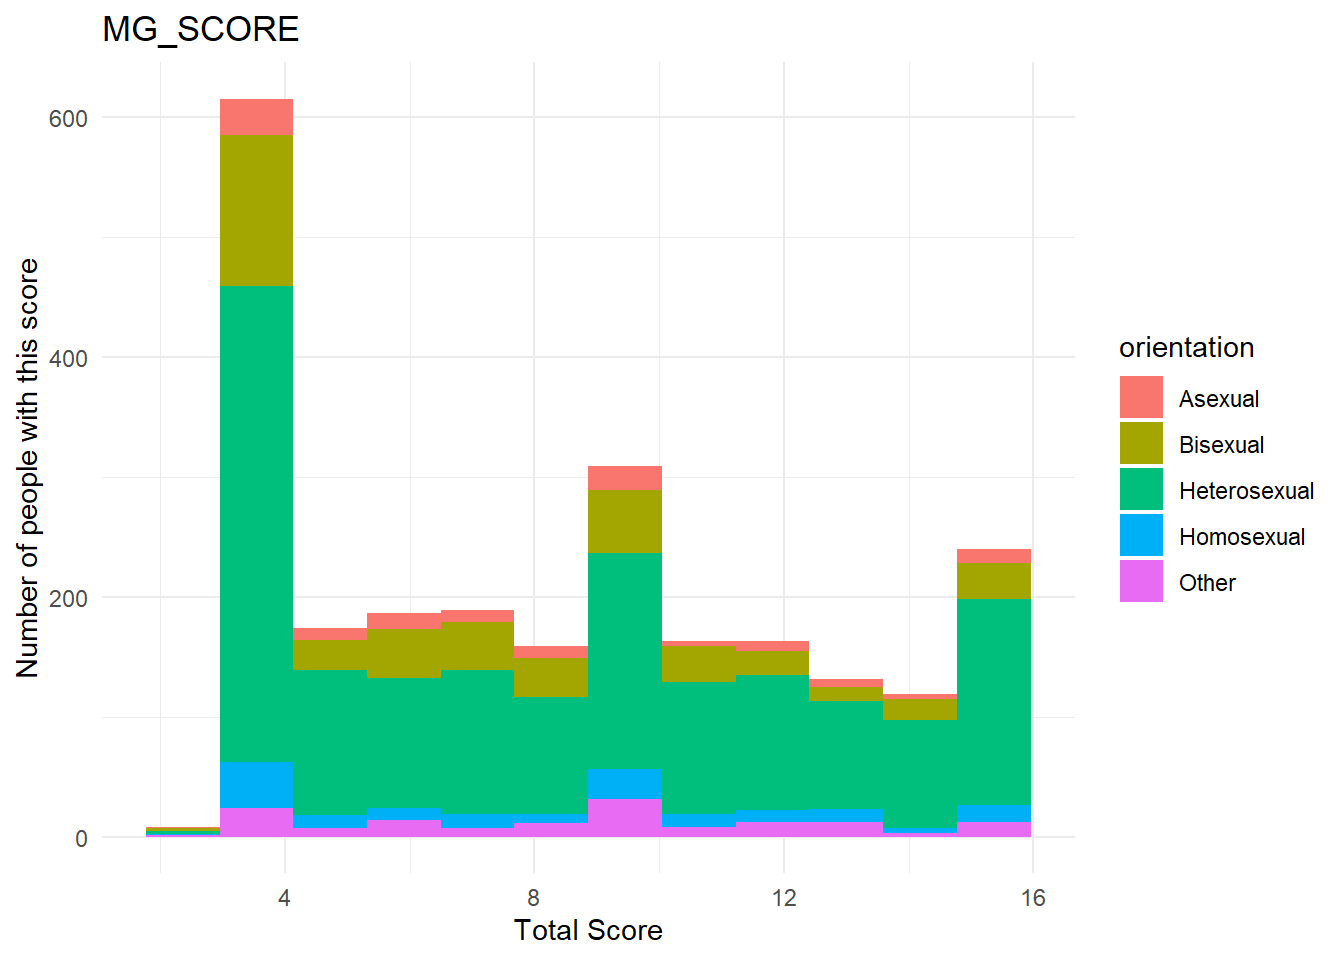 MG_SCORE
Number of people with this score
600
400
200
0
4
8
12
16
Total Score
orientation
Asexual
Bisexual
Heterosexual
Homosexual
Other